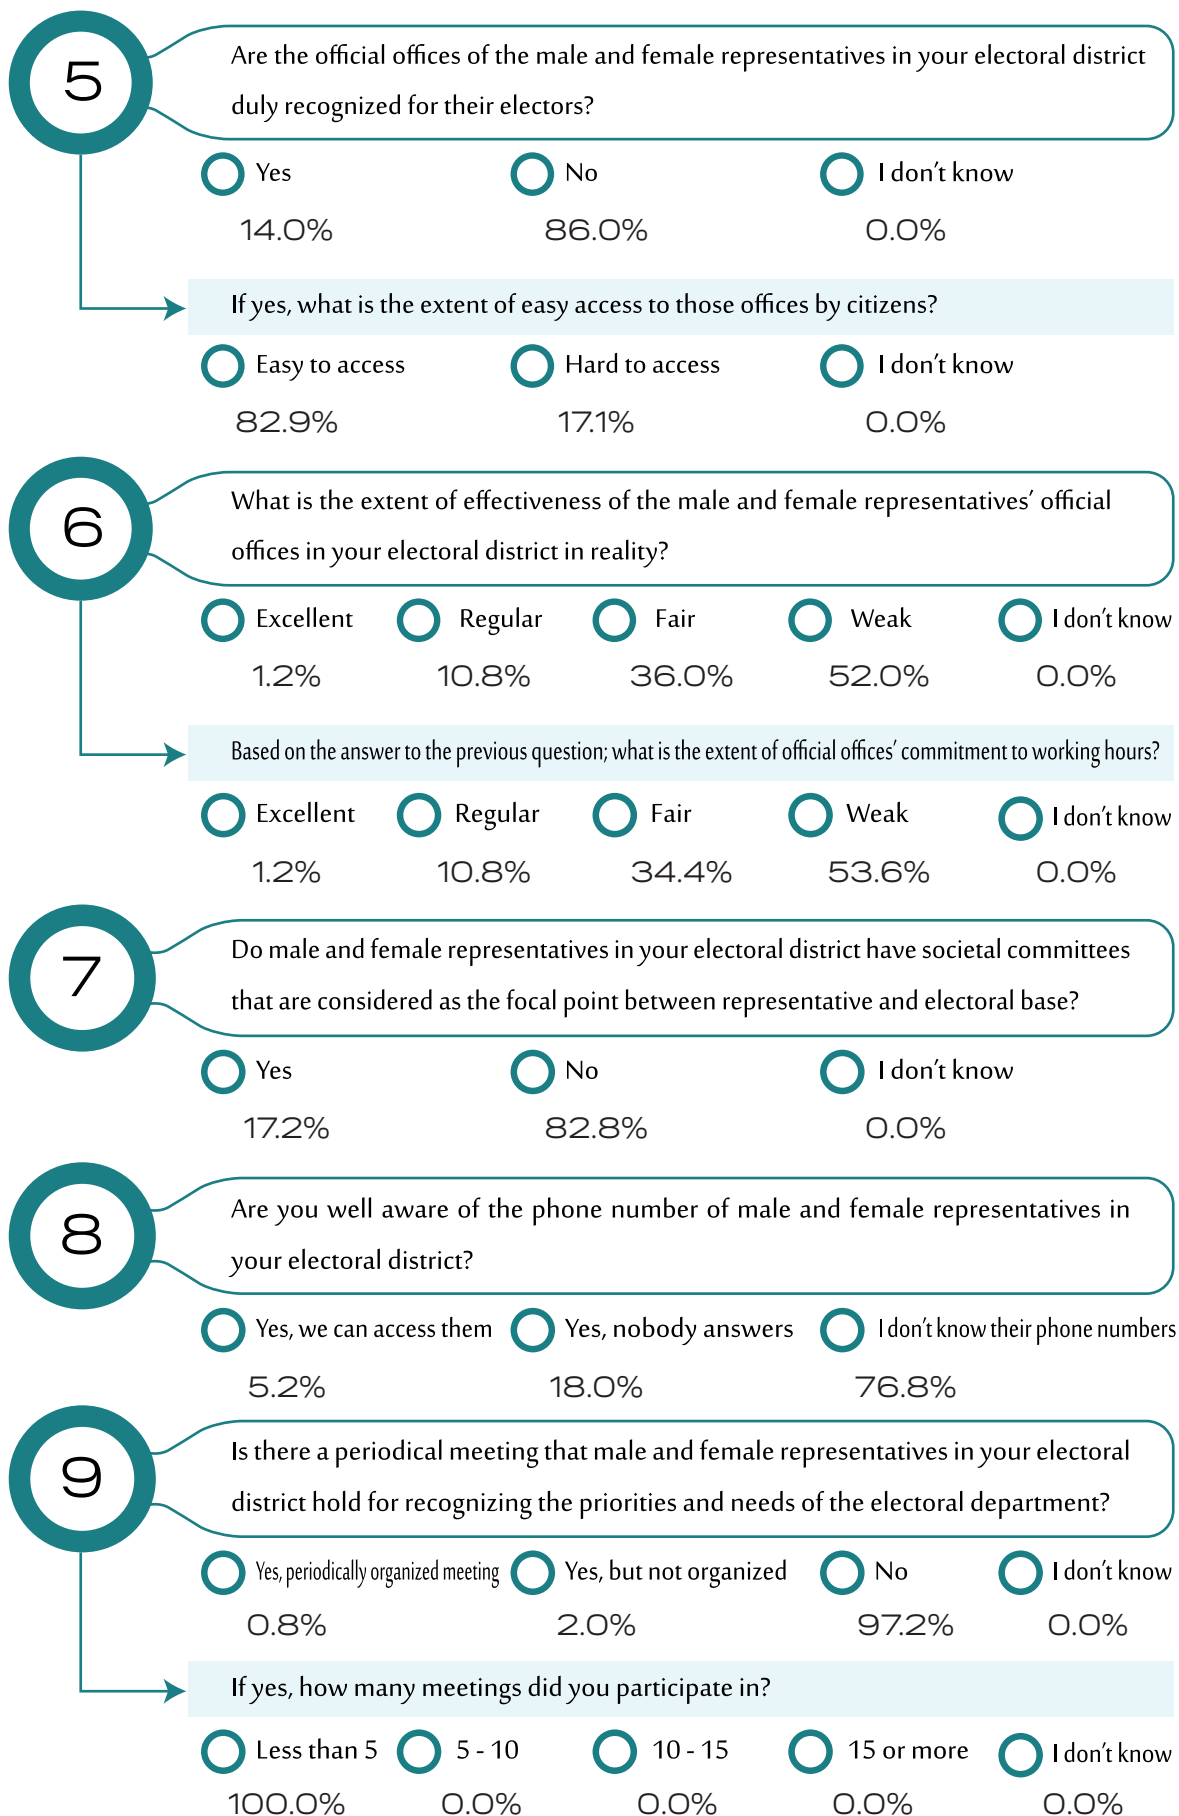 5
Are the official offices of the male and female representatives in your electoral district
duly recognized for their electors?
Yes No I don't know
14.0% 86.0% 0.0%
If yes, what is the extent of easy access to those offices by citizens?
Easy to access Hard to access I don't know
82.9% 17.1% 0.0%
6
What is the extent of effectiveness of the male and female representatives' official
offices in your electoral district in reality?
Excellent Regular Fair Weak I don't know
1.2% 10.8% 36.0% 52.0% 0.0%
Based on the answer to the previous question; what is the extent of official offices' commitment to working hours?
Excellent Regular Fair Weak I don't know
1.2% 10.8% 34.4% 53.6% 0.0%
7
Do male and female representatives in your electoral district have societal committees
that are considered as the focal point between representative and electoral base?
Yes No I don't know
17.2% 82.8% 0.0%
8
Are you well aware of the phone number of male and female representatives in
your electoral district?
Yes, we can access them Yes, nobody answers I don't know their phone numbers
5.2% 18.0% 76.8%
9
Is there a periodical meeting that male and female representatives in your electoral
district hold for recognizing the priorities and needs of the electoral department?
Yes, periodically organized meeting Yes, but not organized No I don't know
0.8% 2.0% 97.2% 0.0%
If yes, how many meetings did you participate in?
Less than 5 5 - 10 10 - 15 15 or more I don't know
100.0% 0.0% 0.0% 0.0% 0.0%